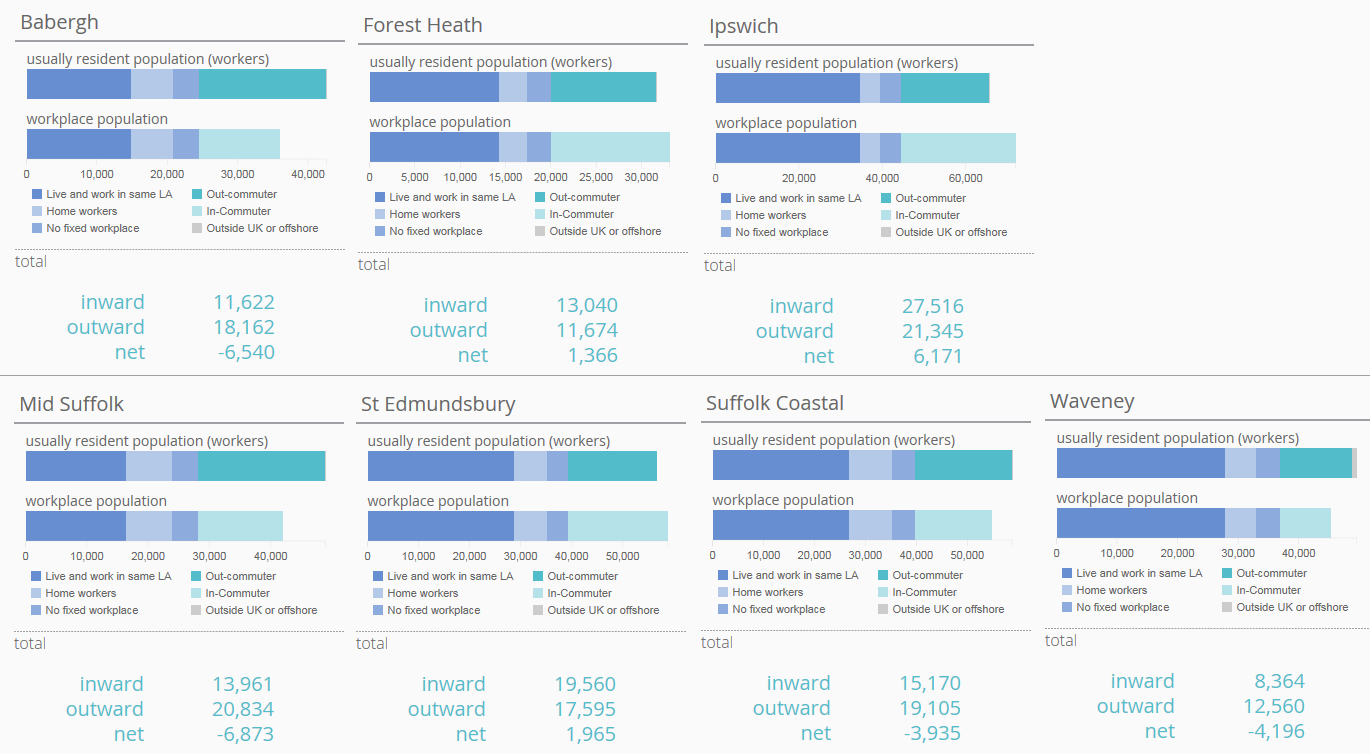 Babergh
usually resident population (workers)
workplace population
0 10,000 20,000 30,000 40,000
Live and work in same LA Out-commuter
Home workers In-Commuter
No fixed workplace Outside UK or offshore
total
inward 11,622
outward 18,162
net -6,540
Forest Heath
usually resident population (workers)
workplace population
0 5,000 10,000 15,000 20,000 25,000 30,000
Live and work in same LA Out-commuter
Home workers In-Commuter
No fixed workplace Outside UK or offshore
total
inward 13,040
outward 11,674
net 1,366
Ipswich
usually resident population (workers)
workplace population
0 20,000 40,000 60,000
Live and work in same LA Out-commuter
Home workers In-Commuter
No fixed workplace Outside UK or offshore
total
inward 27,516
outward 21,345
net 6,171
Mid Suffolk
usually resident population (workers)
workplace population
0 10,000 20,000 30,000 40,000
Live and work in same LA Out-commuter
Home workers In-Commuter
No fixed workplace Outside UK or offshore
total
inward 13,961
outward 20,834
net -6,873
St Edmundsbury
usually resident population (workers)
workplace population
0 10,000 20,000 30,000 40,000 50,000
Live and work in same LA Out-commuter
Home workers In-Commuter
No fixed workplace Outside UK or offshore
total
inward 19,560
outward 17,595
net 1,965
Suffolk Coastal
usually resident population (workers)
workplace population
0 10,000 20,000 30,000 40,000 50,000
Live and work in same LA Out-commuter
Home workers In-Commuter
No fixed workplace Outside UK or offshore
total
inward 15,170
outward 19,105
net -3,935
Waveney
usually resident population (workers)
workplace population
0 10,000 20,000 30,000 40,000
Live and work in same LA Out-commuter
Home workers In-Commuter
No fixed workplace Outside UK or offshore
total
inward 8,364
outward 12,560
net -4,196